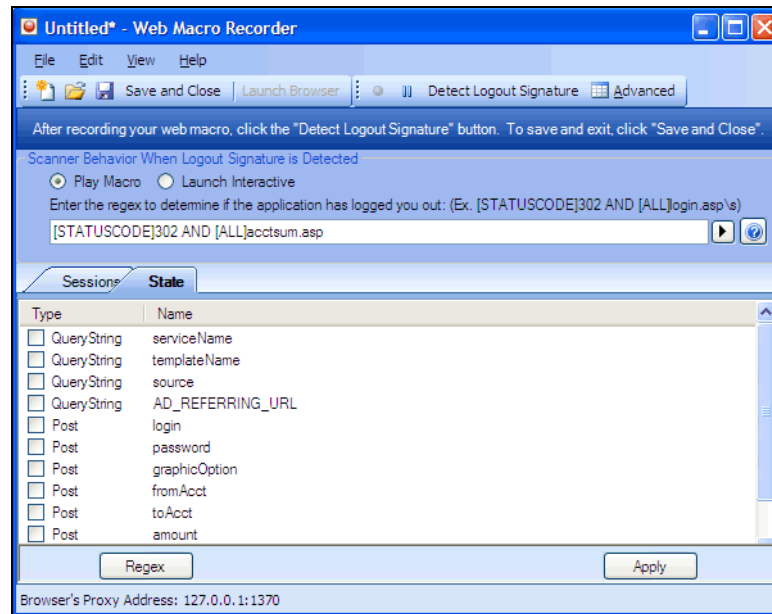 Untitled* - Web Macro Recorder
File Edit View Help
Save and Close Launch Browser Detect Logout Signature Advanced
After recording your web macro, click the "Detect Logout Signature" button. To save and exit, click "Save and Close".
Scanner Behavior When Logout Signature is Detected
Play Macro Launch Interactive
Enter the regex to determine if the application has logged you out: (Ex. [STATUSCODE]302 AND [ALL]login.asp\s)
[STATUSCODE]302 AND [ALL]acctsum.asp
Sessions State
Type Name
QueryString serviceName
QueryString templateName
QueryString source
QueryString AD_REFERRING_URL
Post login
Post password
Post graphicOption
Post fromAcct
Post toAcct
Post amount
Regex Apply
Browser's Proxy Address: 127.0.0.1:1370